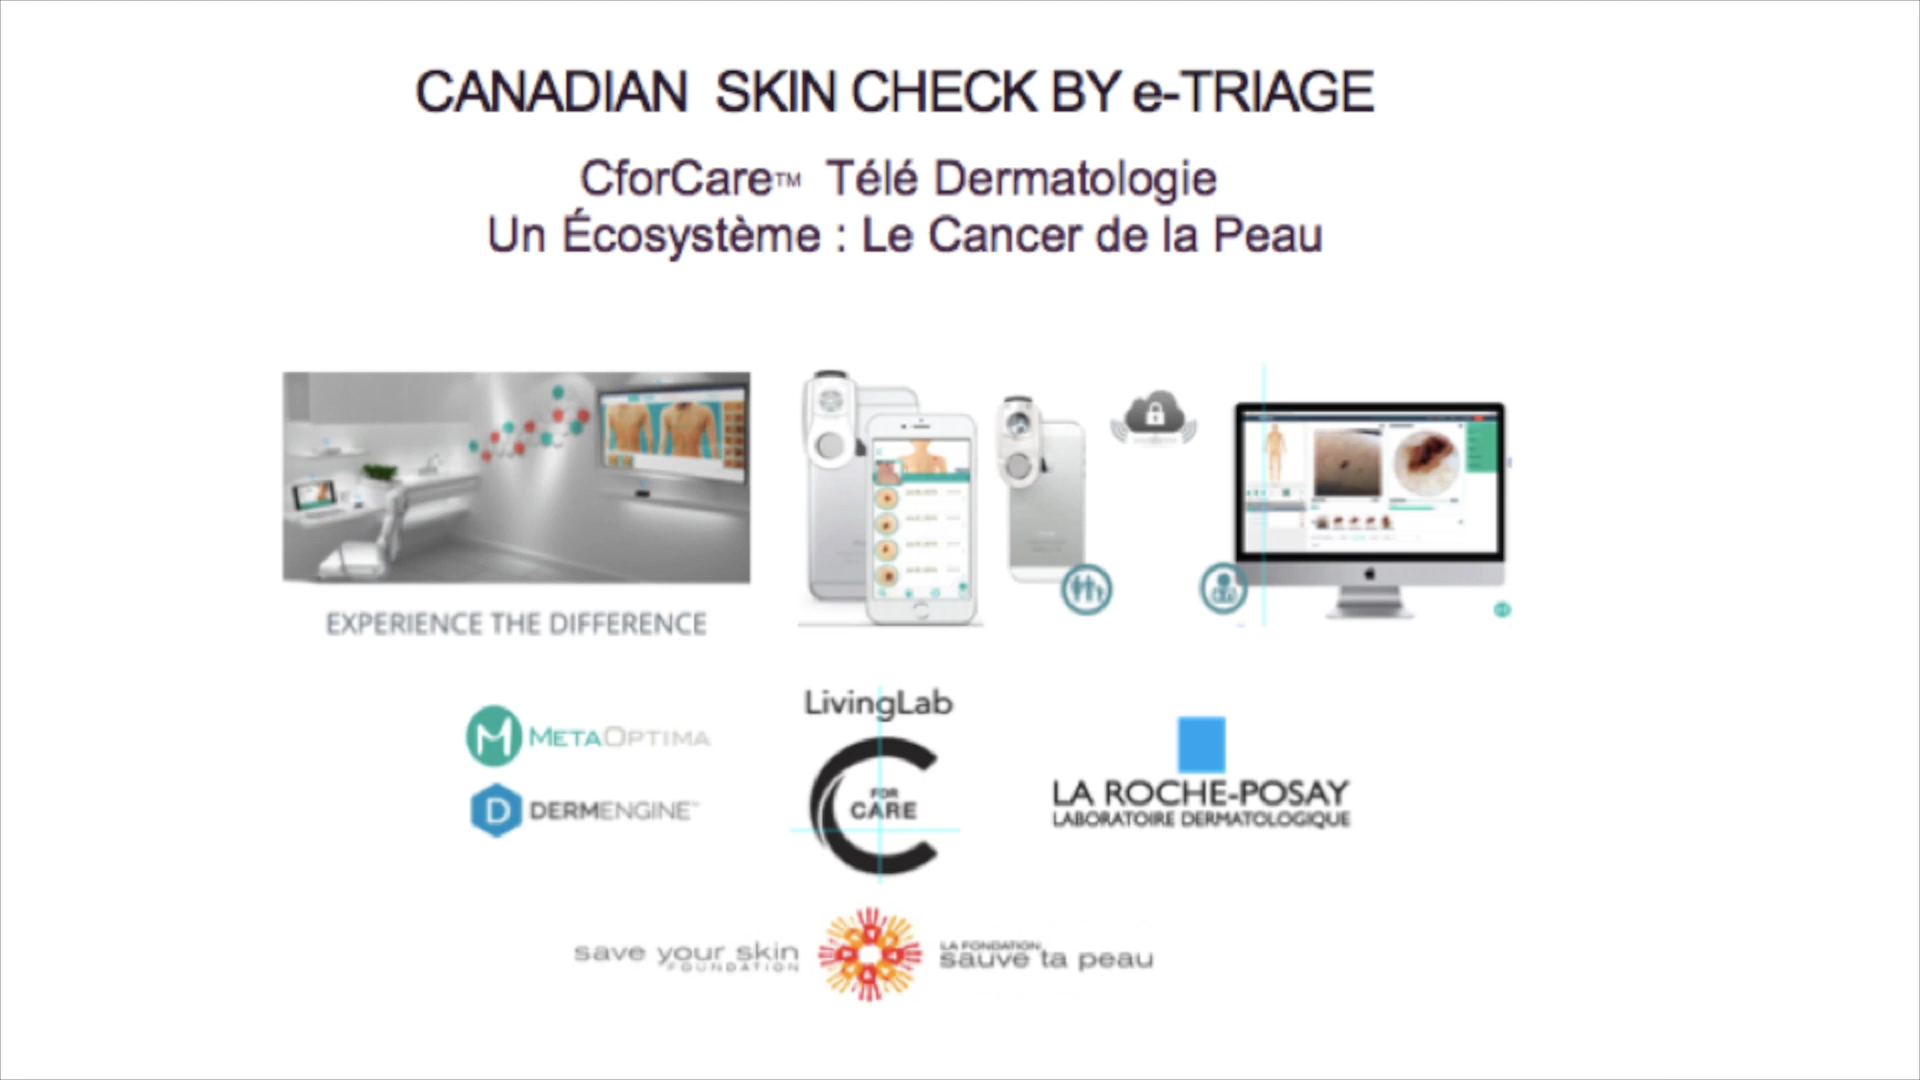 CANADIAN SKIN CHECK BY e-TRIAGE
CforCare™ Télé Dermatologie
Un Écosystème : Le Cancer de la Peau
EXPERIENCE THE DIFFERENCE
METAOPTIMA
D DERMENGINE™
LivingLab
FOR
CARE
LA ROCHE-POSAY
LABORATOIRE DERMATOLOGIQUE
save your skin
FOUNDATION
LA FONDATION
sauve ta peau